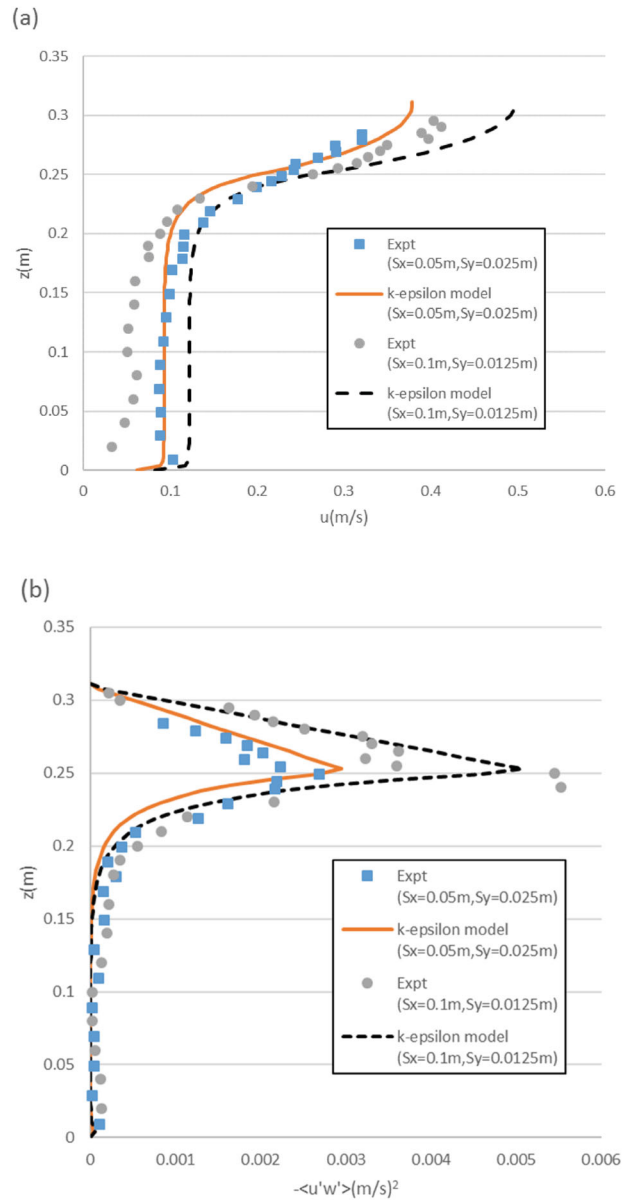 (a)
0.35
0.3
0.25
0.2
0.15
0.1
0.05
0
z(m)
Expt
(Sx=0.05m,Sy=0.025m)
k-epsilon model
(Sx=0.05m,Sy=0.025m)
Expt
(Sx=0.1m,Sy=0.0125m)
k-epsilon model
(Sx=0.1m,Sy=0.0125m)
0 0.1 0.2 0.3 0.4 0.5 0.6
u(m/s)
(b)
0.35
0.3
0.25
0.2
0.15
0.1
0.05
0
z(m)
Expt
(Sx=0.05m,Sy=0.025m)
k-epsilon model
(Sx=0.05m,Sy=0.025m)
Expt
(Sx=0.1m,Sy=0.0125m)
k-epsilon model
(Sx=0.1m,Sy=0.0125m)
0 0.001 0.002 0.003 0.004 0.005 0.006
-<u'w'>(m/s)²